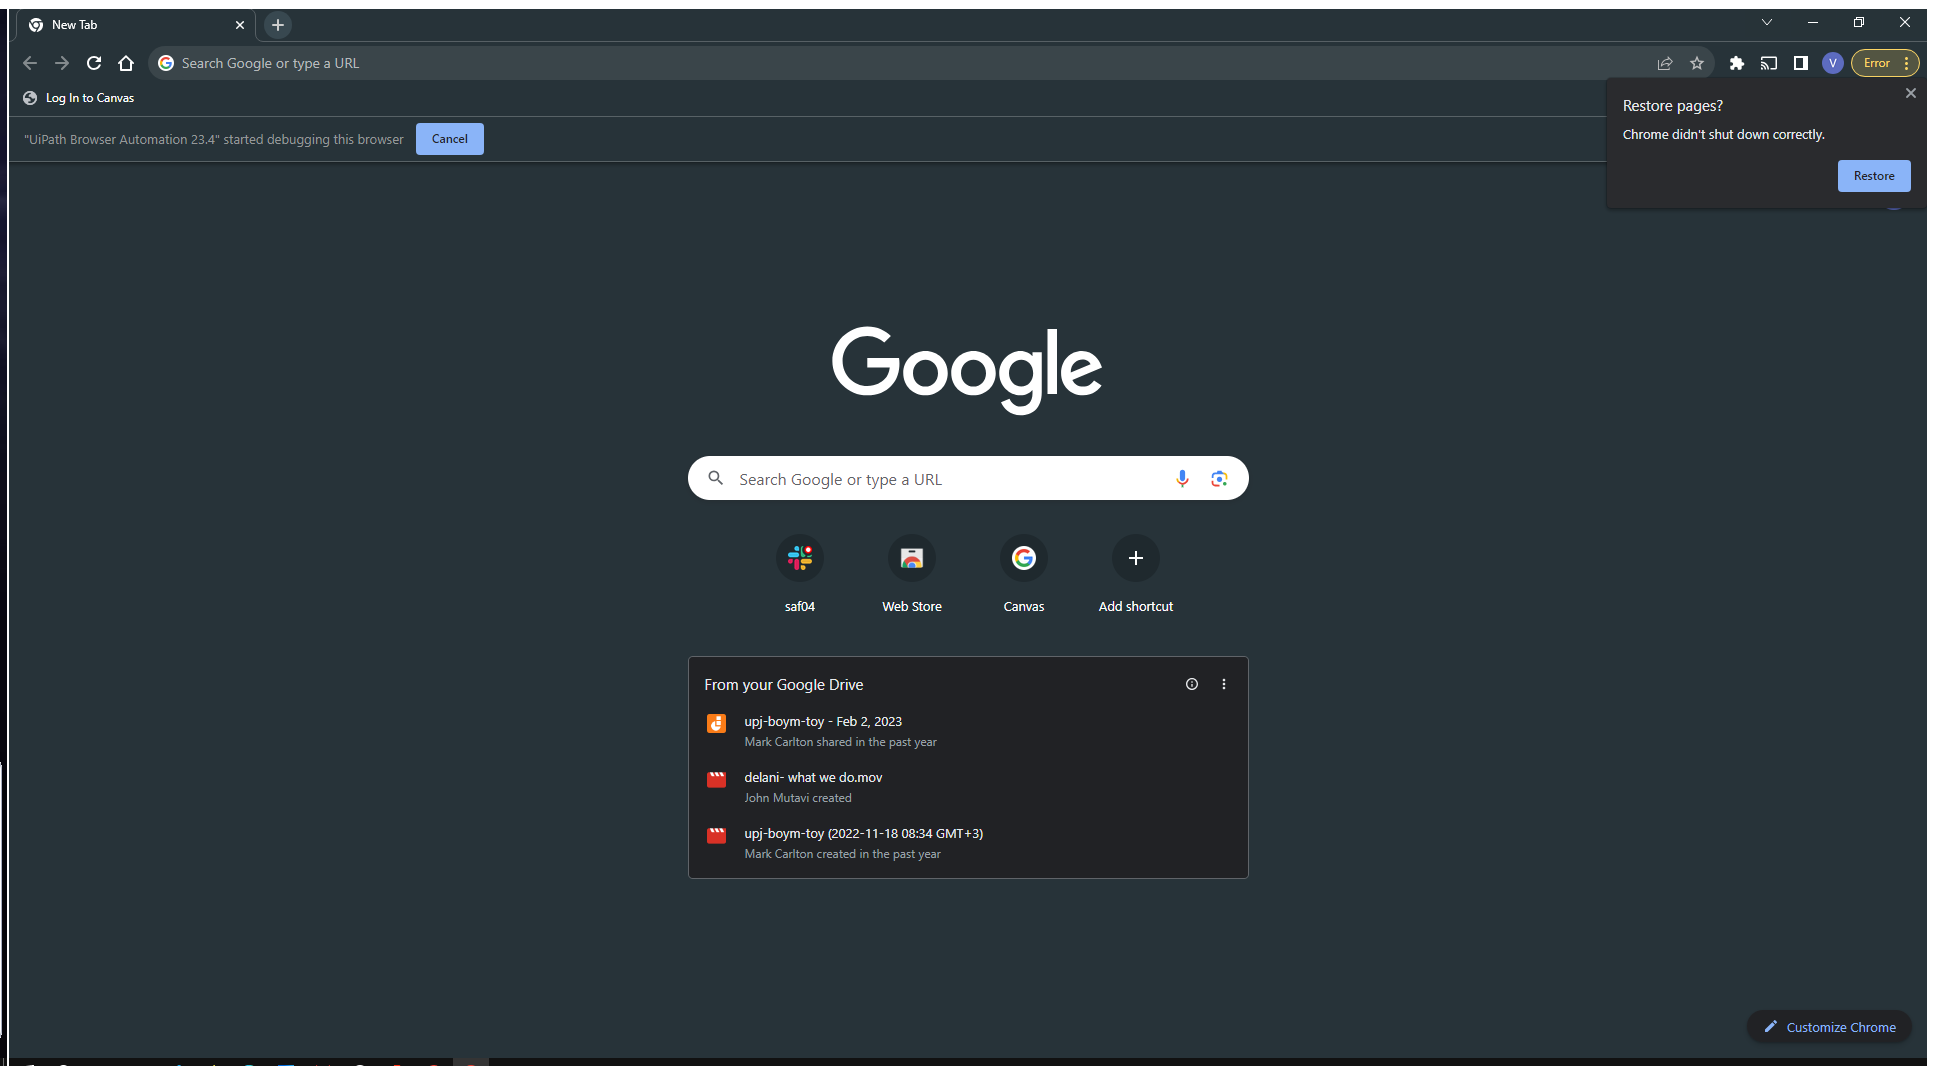 New Tab
Search Google or type a URL
V
Error
Log In to Canvas
"UiPath Browser Automation 23.4" started debugging this browser
Cancel
Restore pages?
Chrome didn't shut down correctly.
Restore
Google
Search Google or type a URL
saf04
Web Store
Canvas
Add shortcut
From your Google Drive
upj-boym-toy - Feb 2, 2023
Mark Carlton shared in the past year
delani- what we do.mov
John Mutavi created
upj-boym-toy (2022-11-18 08:34 GMT+3)
Mark Carlton created in the past year
Customize Chrome